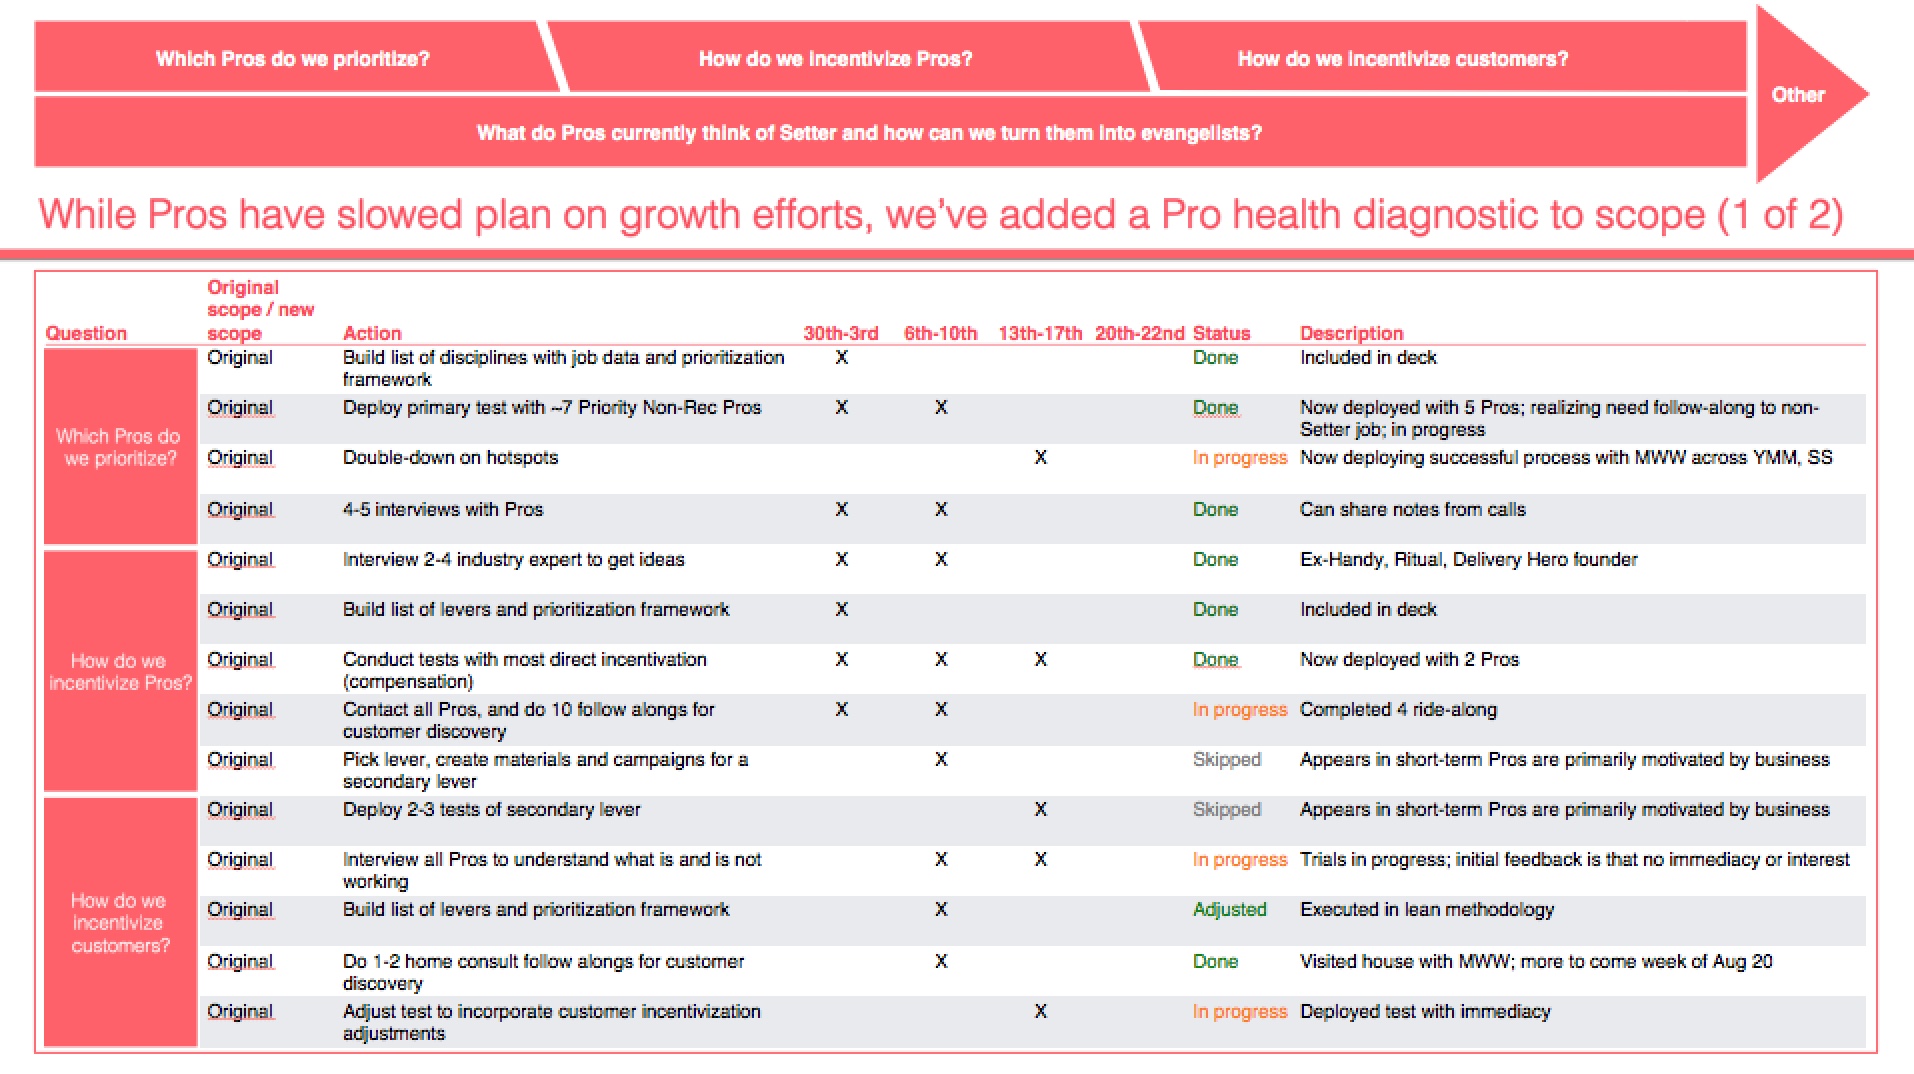 Which Pros do we prioritize?
How do we incentivize Pros?
How do we incentivize customers?
Other
What do Pros currently think of Setter and how can we turn them into evangelists?
While Pros have slowed plan on growth efforts, we've added a Pro health diagnostic to scope (1 of 2)
Question Original scope / new scope Action 30th-3rd 6th-10th 13th-17th 20th-22nd Status Description
Which Pros do we prioritize?
Original Build list of disciplines with job data and prioritization framework X Done Included in deck
Original Deploy primary test with ~7 Priority Non-Rec Pros X X Done Now deployed with 5 Pros; realizing need follow-along to non-Setter job; in progress
Original Double-down on hotspots X In progress Now deploying successful process with MWW across YMM, SS
Original 4-5 interviews with Pros X X Done Can share notes from calls
How do we incentivize Pros?
Original Interview 2-4 industry expert to get ideas X X Done Ex-Handy, Ritual, Delivery Hero founder
Original Build list of levers and prioritization framework X Done Included in deck
Original Conduct tests with most direct incentivation (compensation) X X X Done Now deployed with 2 Pros
Original Contact all Pros, and do 10 follow alongs for customer discovery X X In progress Completed 4 ride-along
Original Pick lever, create materials and campaigns for a secondary lever X Skipped Appears in short-term Pros are primarily motivated by business
How do we incentivize customers?
Original Deploy 2-3 tests of secondary lever X Skipped Appears in short-term Pros are primarily motivated by business
Original Interview all Pros to understand what is and is not working X X In progress Trials in progress; initial feedback is that no immediacy or interest
Original Build list of levers and prioritization framework X Adjusted Executed in lean methodology
Original Do 1-2 home consult follow alongs for customer discovery X Done Visited house with MWW; more to come week of Aug 20
Original Adjust test to incorporate customer incentivization adjustments X In progress Deployed test with immediacy